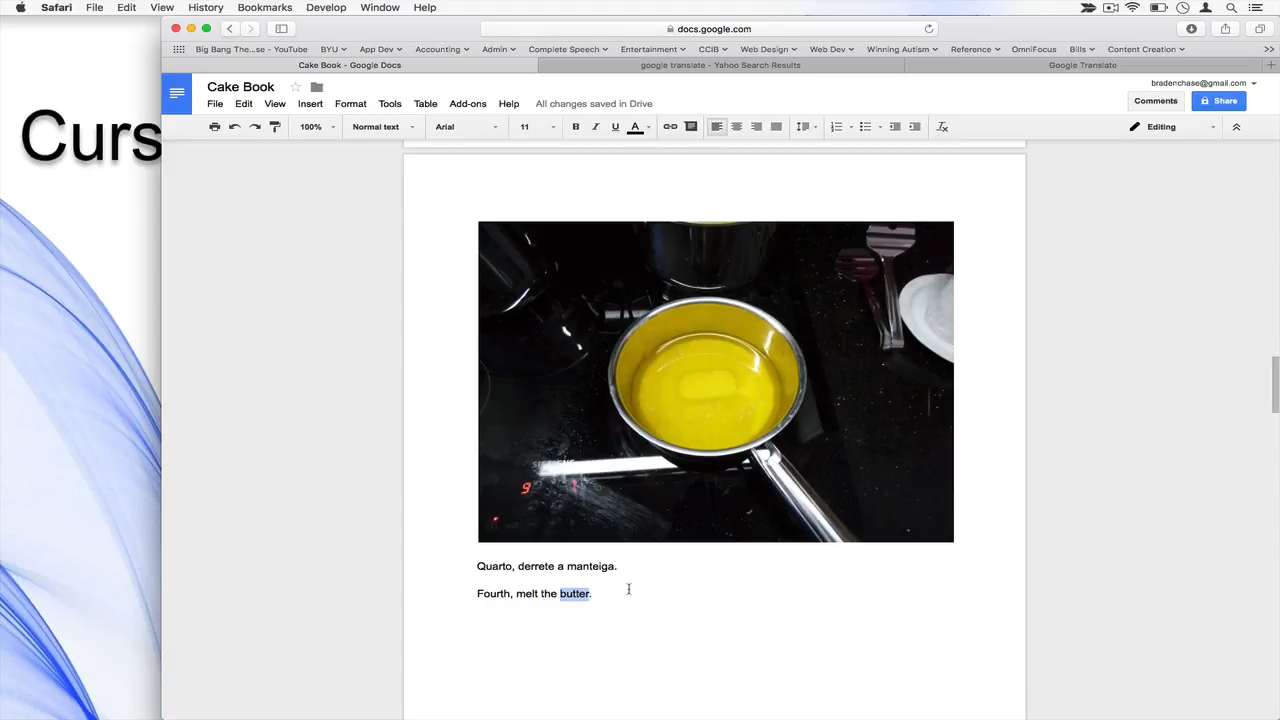 Safari File Edit View History Bookmarks Develop Window Help
docs.google.com
Big Bang The...se - YouTube BYU App Dev Accounting Admin Complete Speech Entertainment CCIB Web Design Web Dev Winning Autism Reference OmniFocus Bills Content Creation
Cake Book - Google Docs google translate - Yahoo Search Results Google Translate
Cake Book bradenchase@gmail.com
File Edit View Insert Format Tools Table Add-ons Help All changes saved in Drive Comments Share
100% Normal text Arial 11 B I U A Editing
Curs
9
Quarto, derrete a manteiga.
Fourth, melt the butter.